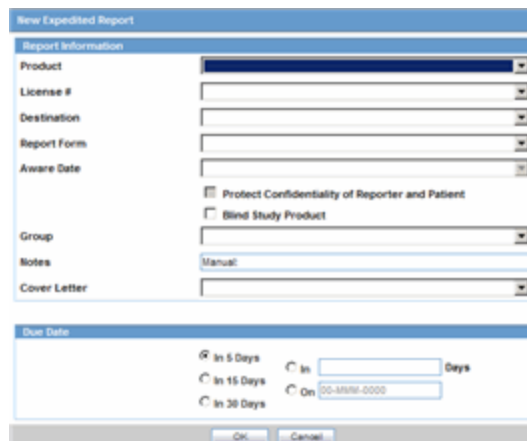 New Expedited Report
Report Information
Product
License #
Destination
Report Form
Aware Date
Protect Confidentiality of Reporter and Patient
Blind Study Product
Group
Notes Manual:
Cover Letter
Due Date
In 5 Days
In Days
In 15 Days
On 00-MMM-0000
In 30 Days
OK Cancel